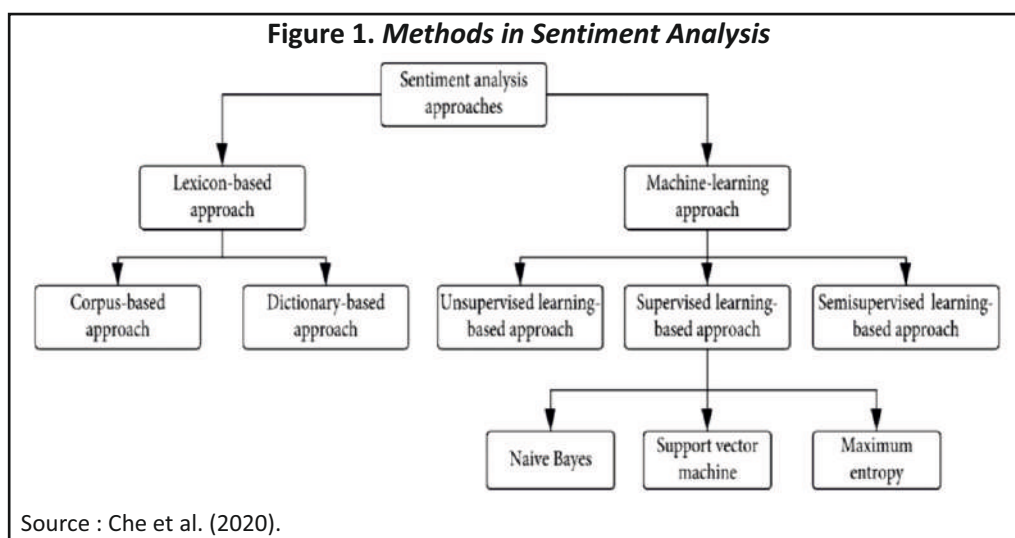 Figure 1. Methods in Sentiment Analysis
Sentiment analysis
approaches
Lexicon-based
approach
Machine-learning
approach
Corpus-based
approach
Dictionary-based
approach
Unsupervised learning-
based approach
Supervised learning-
based approach
Semisupervised learning-
based approach
Naive Bayes
Support vector
machine
Maximum
entropy
Source : Che et al. (2020).